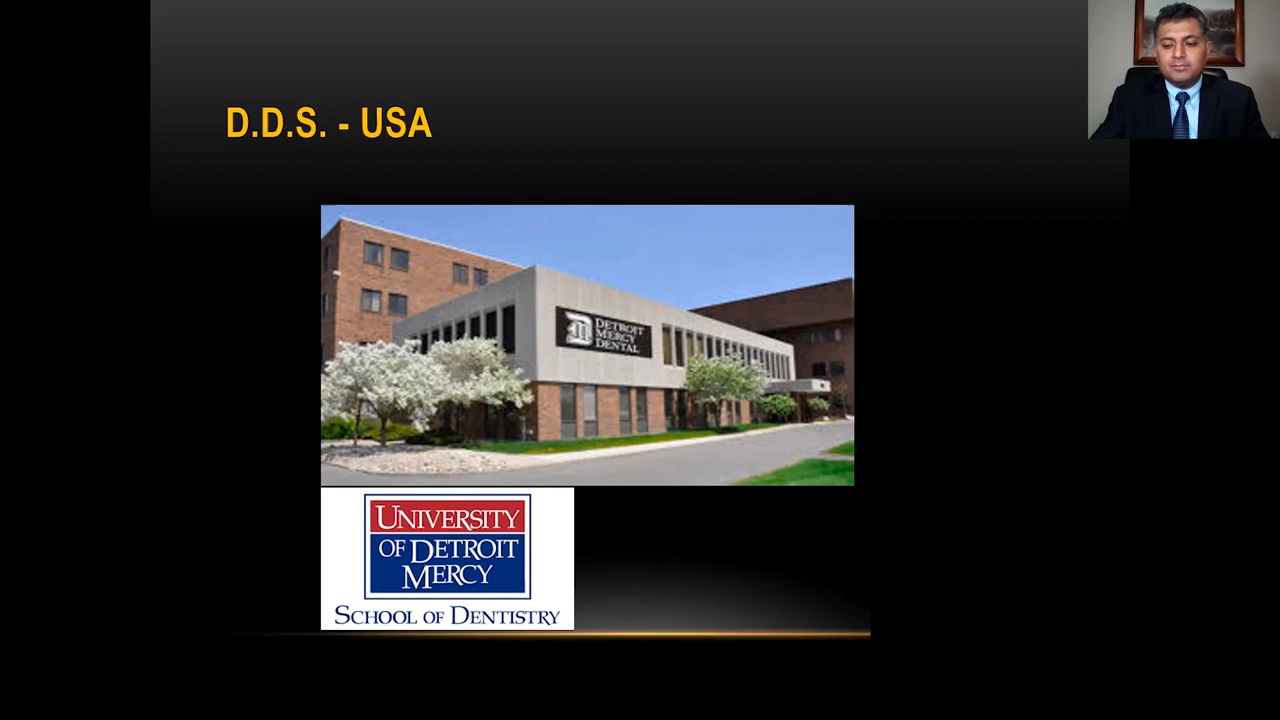 D.D.S. - USA
DETROIT
MERCY
DENTAL
UNIVERSITY
OF DETROIT
MERCY
SCHOOL OF DENTISTRY